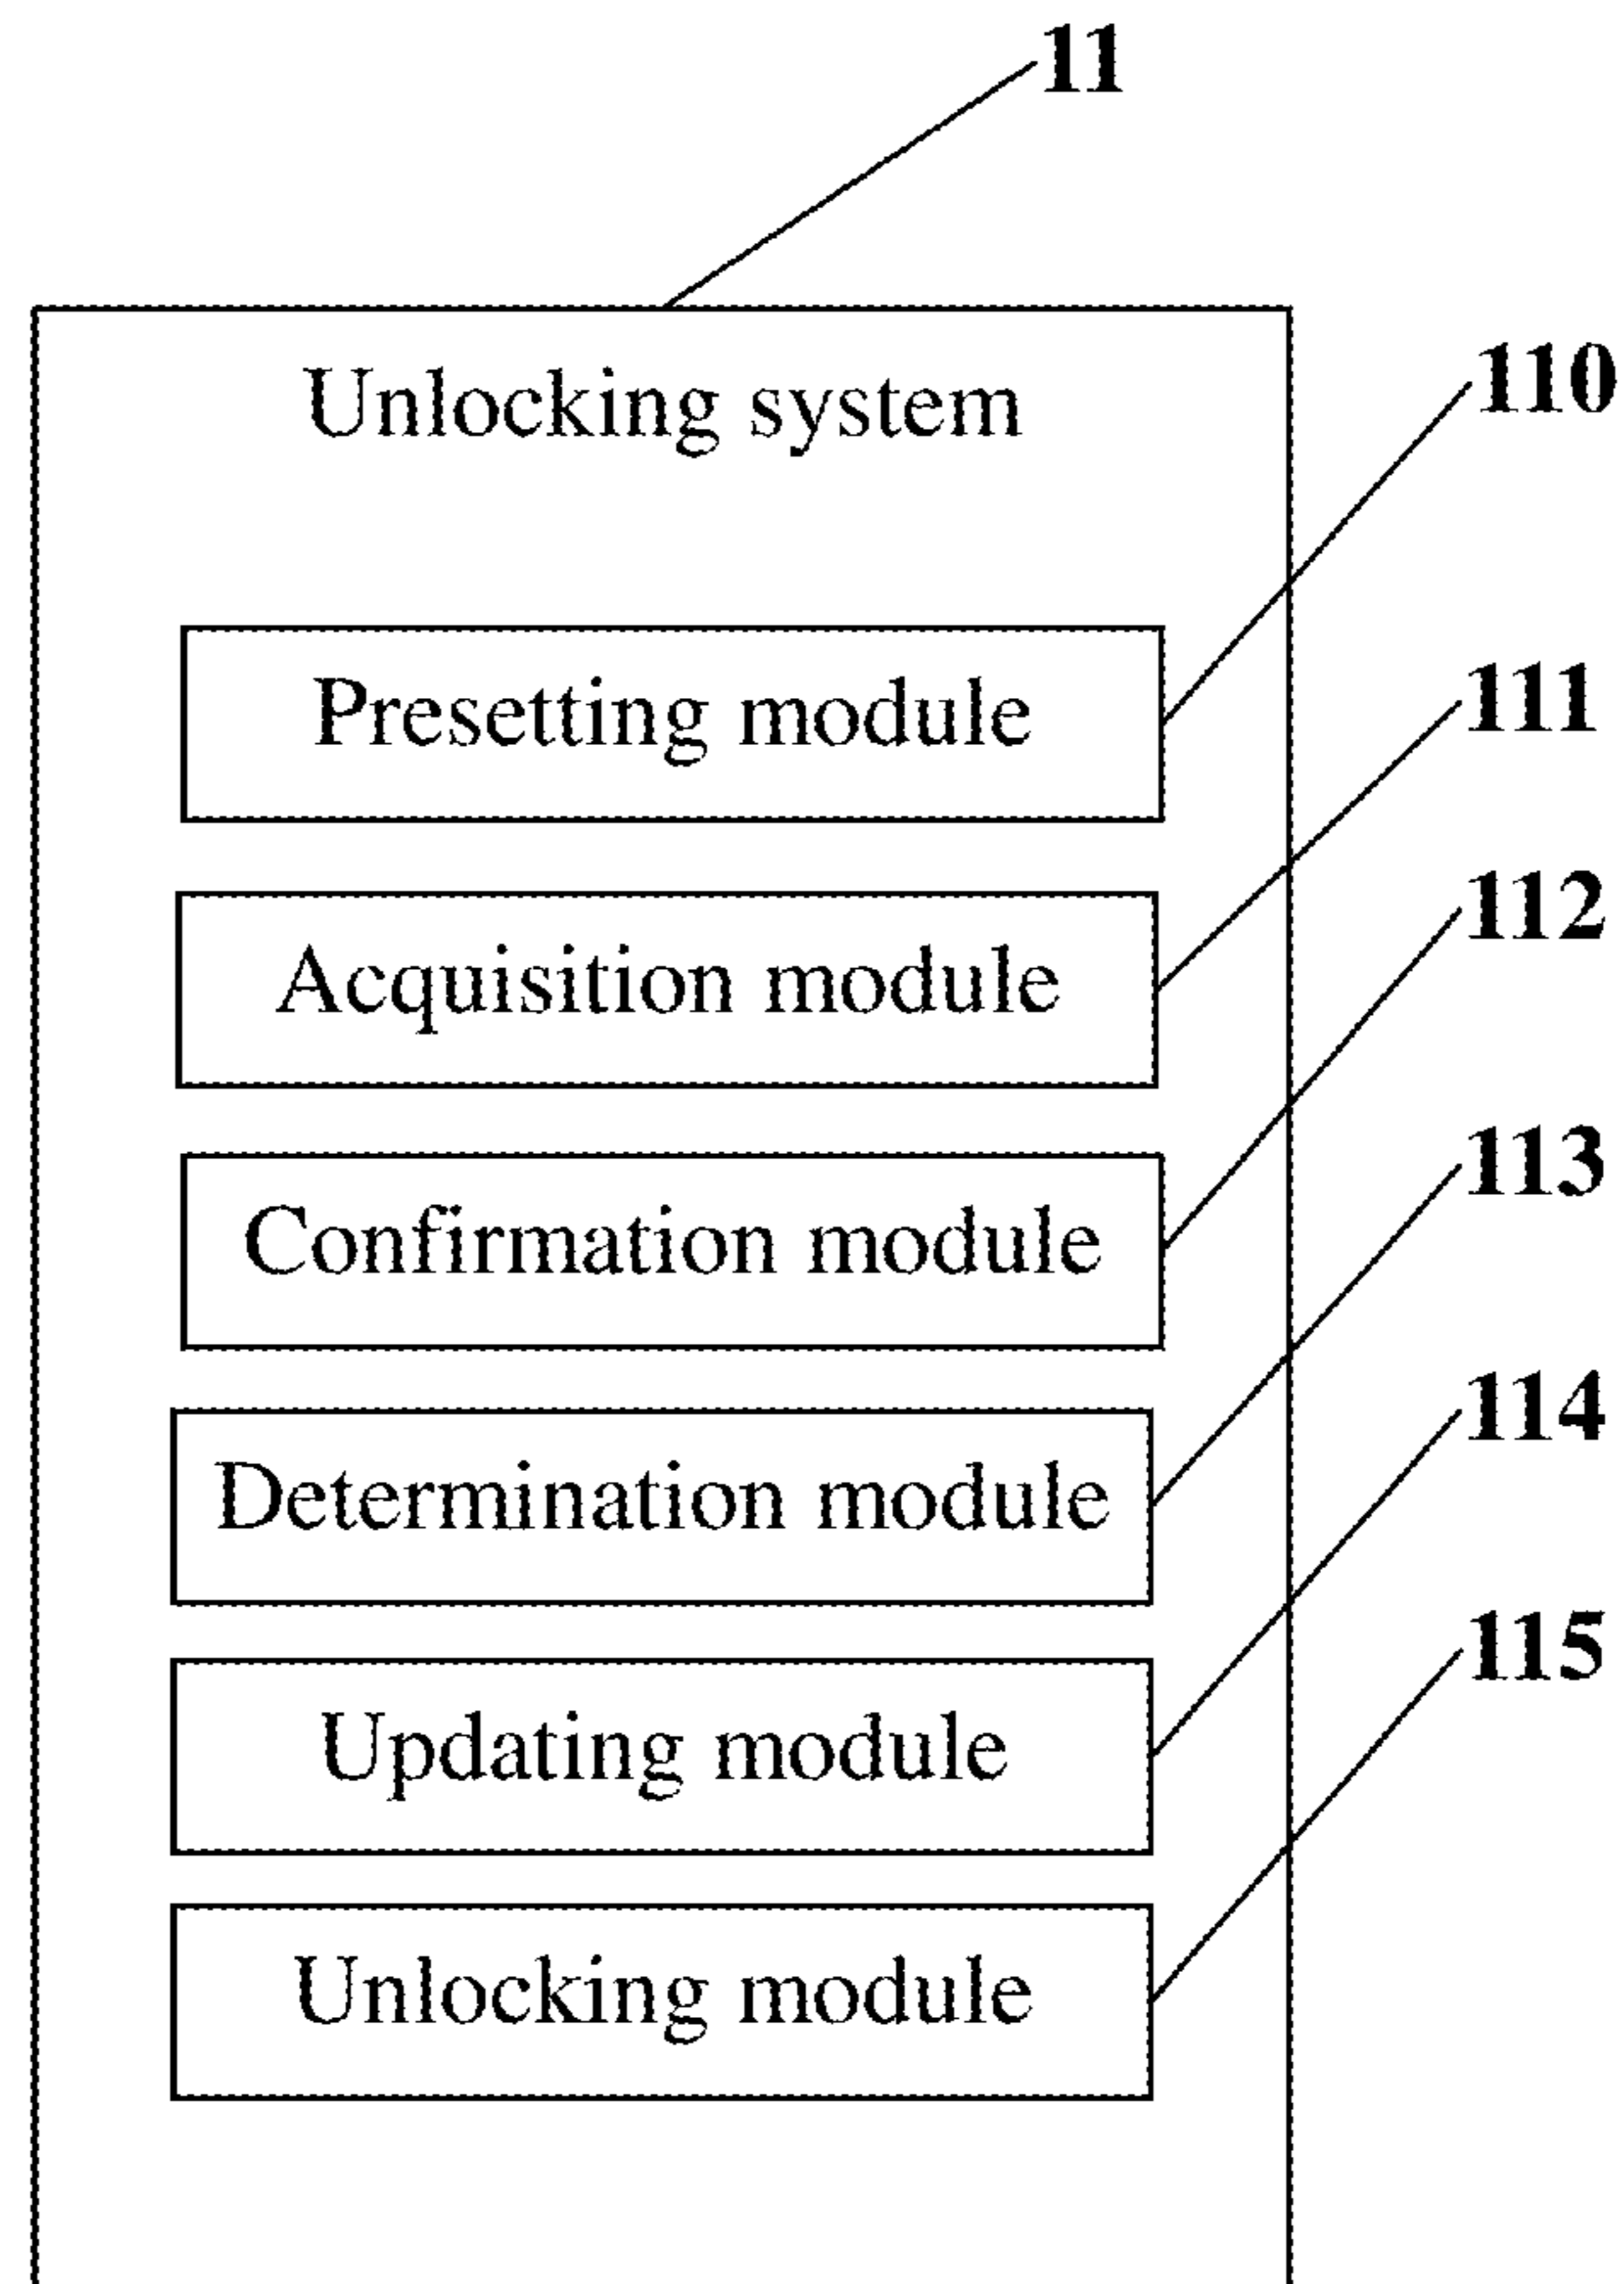 11
Unlocking system
110
Presetting module
111
Acquisition module
112
Confirmation module
113
Determination module
114
Updating module
115
Unlocking module